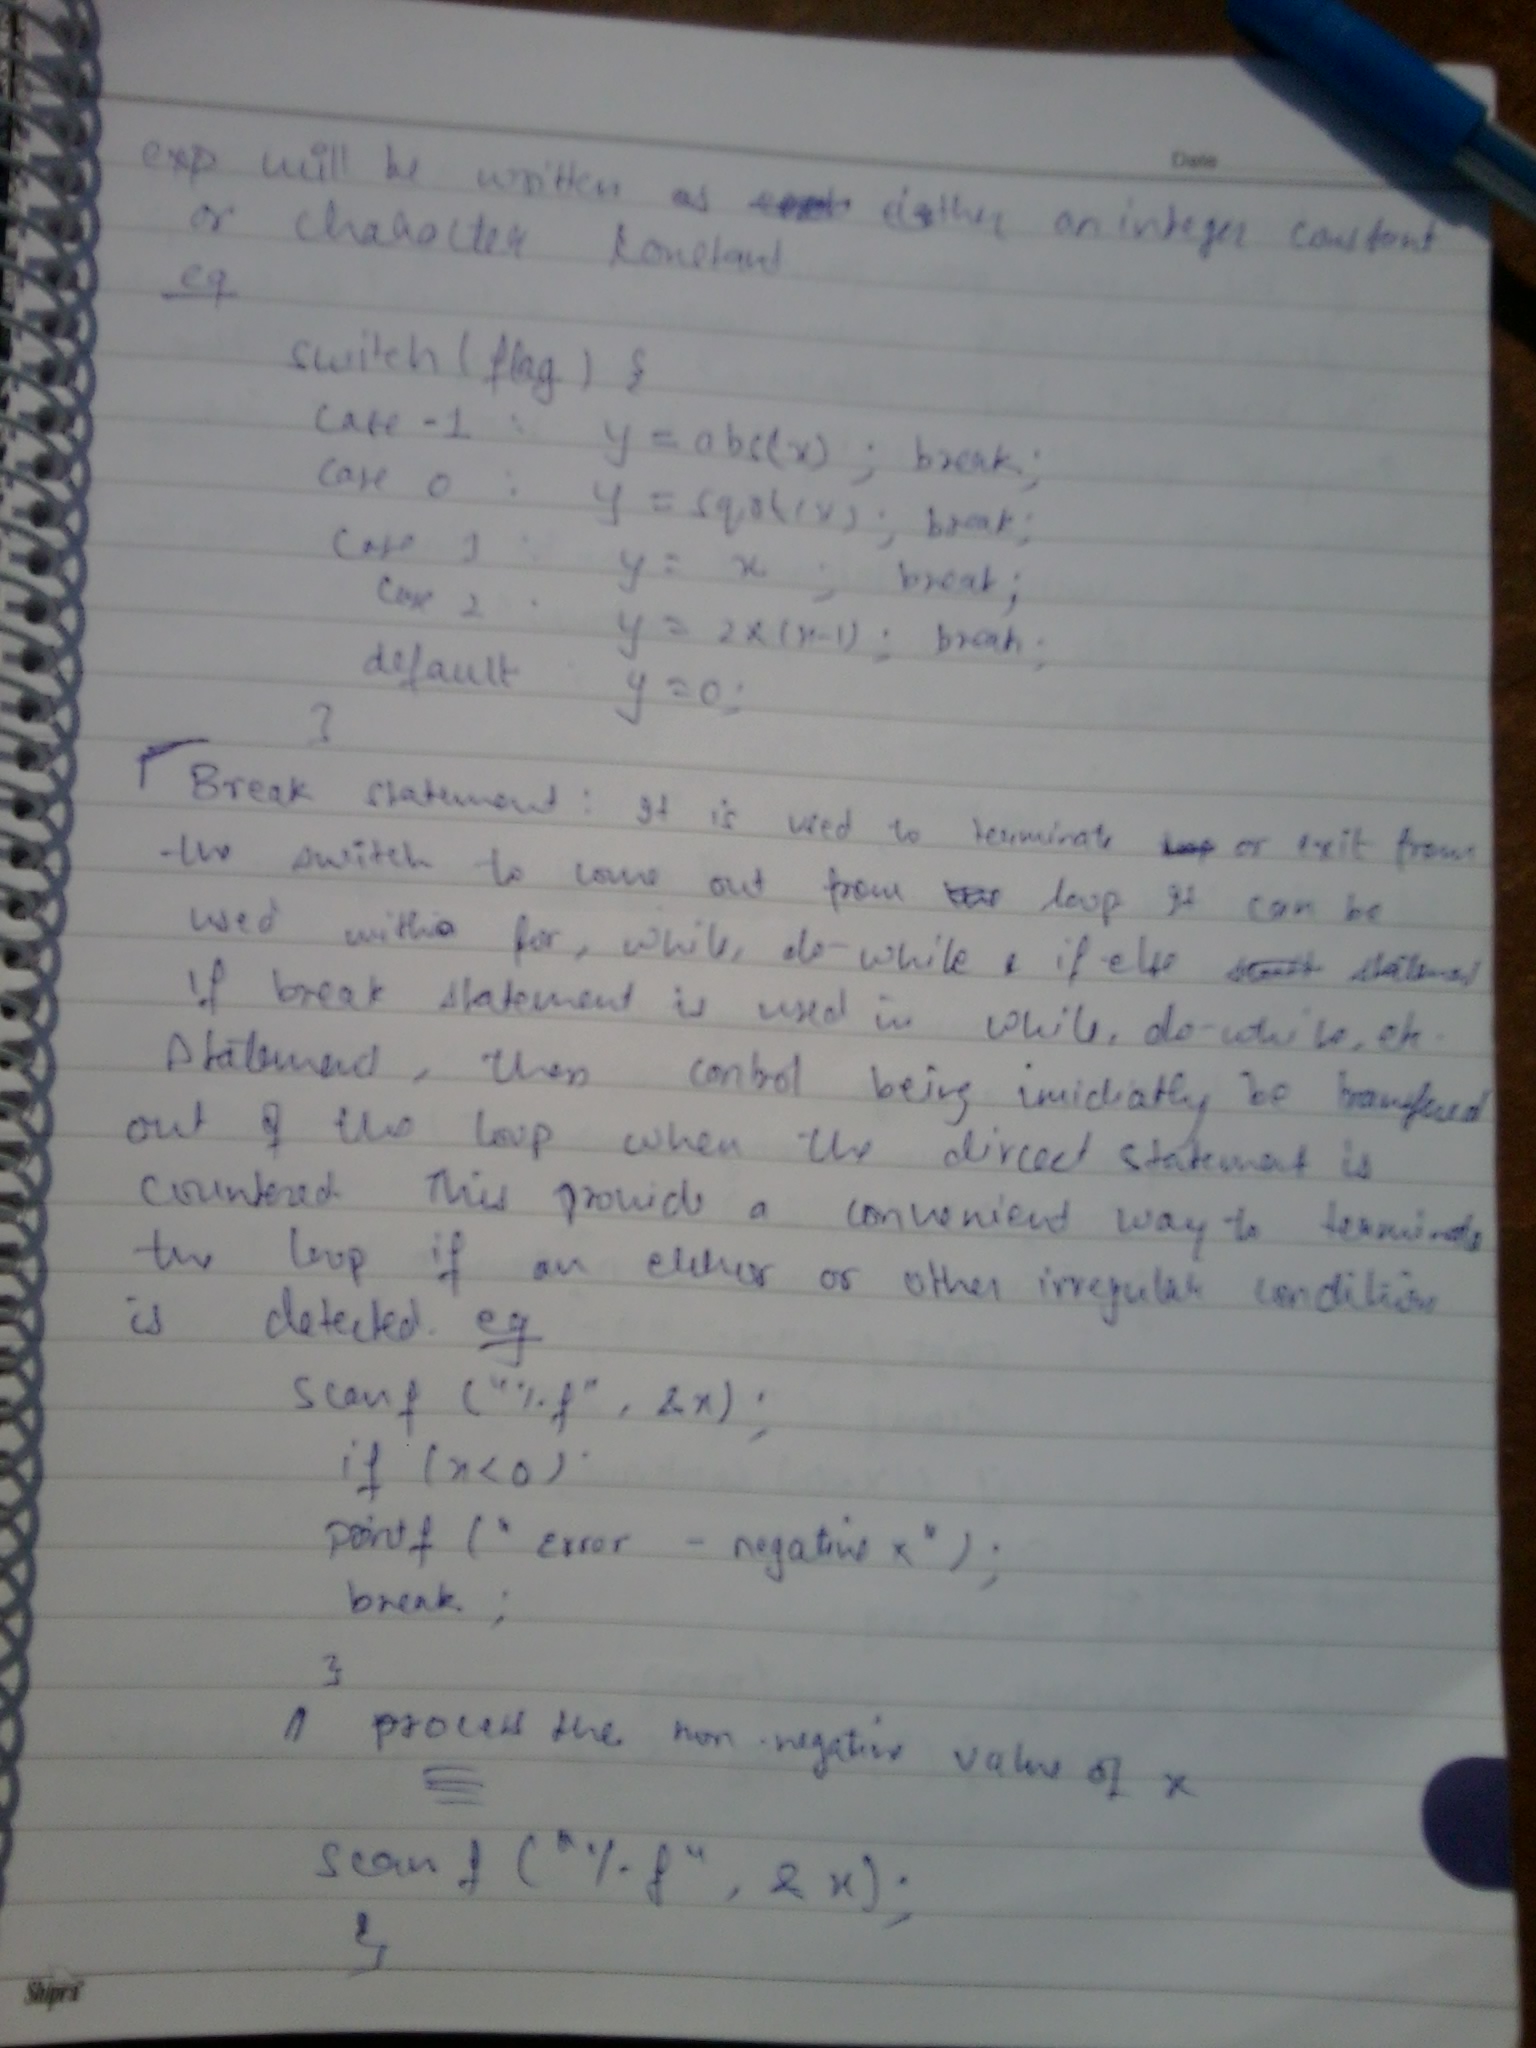 Date
exp will be written as either an integer constant
or character constant
eg
switch (flag) {
case -1 : y = abs(x) ; break ;
case 0 : y = sqrt(x) ; break ;
case 1 : y = x ; break ;
case 2 : y = 2*(x-1) ; break ;
default y = 0 ;
}
Break statement : It is used to terminate or exit from
the switch to come out from loop It can be
used within for, while, do-while & if-else statement
If break statement is used in while, do-while, etc.
Statement, then control being imidiatly be transfered
out of the loop when the statement is
countered This provide a convenient way to terminate
the loop if an or other irregular condition
is detected. eg
scanf ("%f", &x) ;
if (x<0)
printf (" error - negative x") ;
break ;
}
process the non-negative value of x
scanf ("%f", &x) ;
}
Shipra